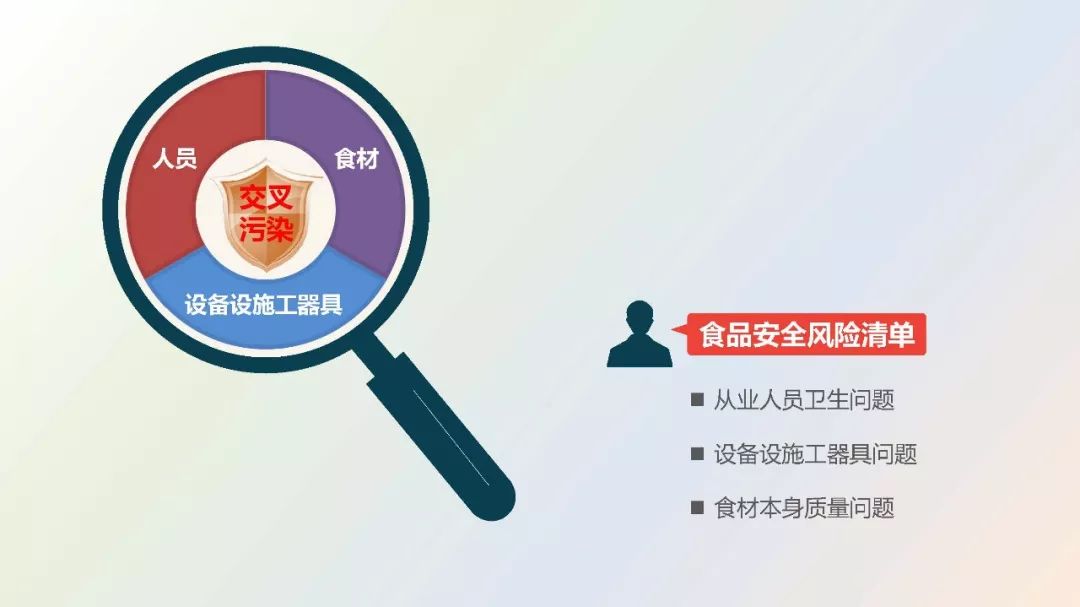 人员
食材
交叉
污染
设备设施工器具
食品安全风险清单
从业人员卫生问题
设备设施工器具问题
食材本身质量问题